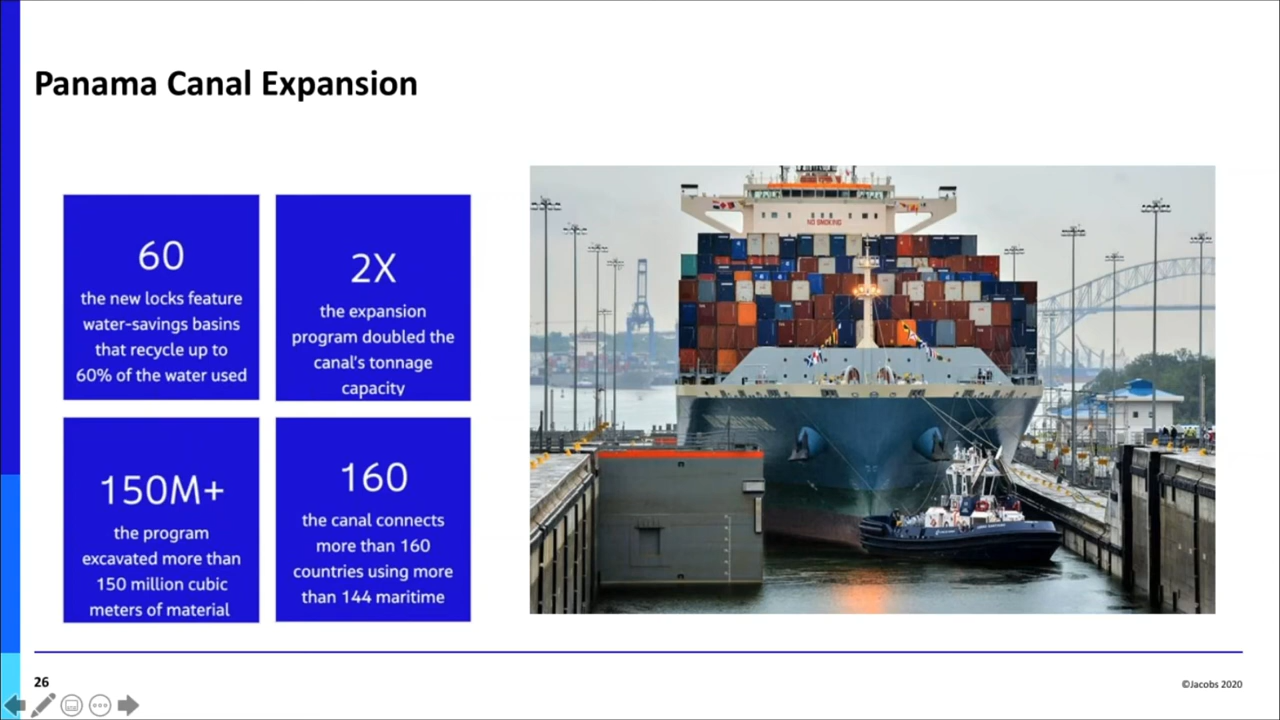 Panama Canal Expansion
60
the new locks feature
water-savings basins
that recycle up to
60% of the water used
2X
the expansion
program doubled the
canal's tonnage
capacity
150M+
the program
excavated more than
150 million cubic
meters of material
160
the canal connects
more than 160
countries using more
than 144 maritime
NO SMOKING
26
©Jacobs 2020